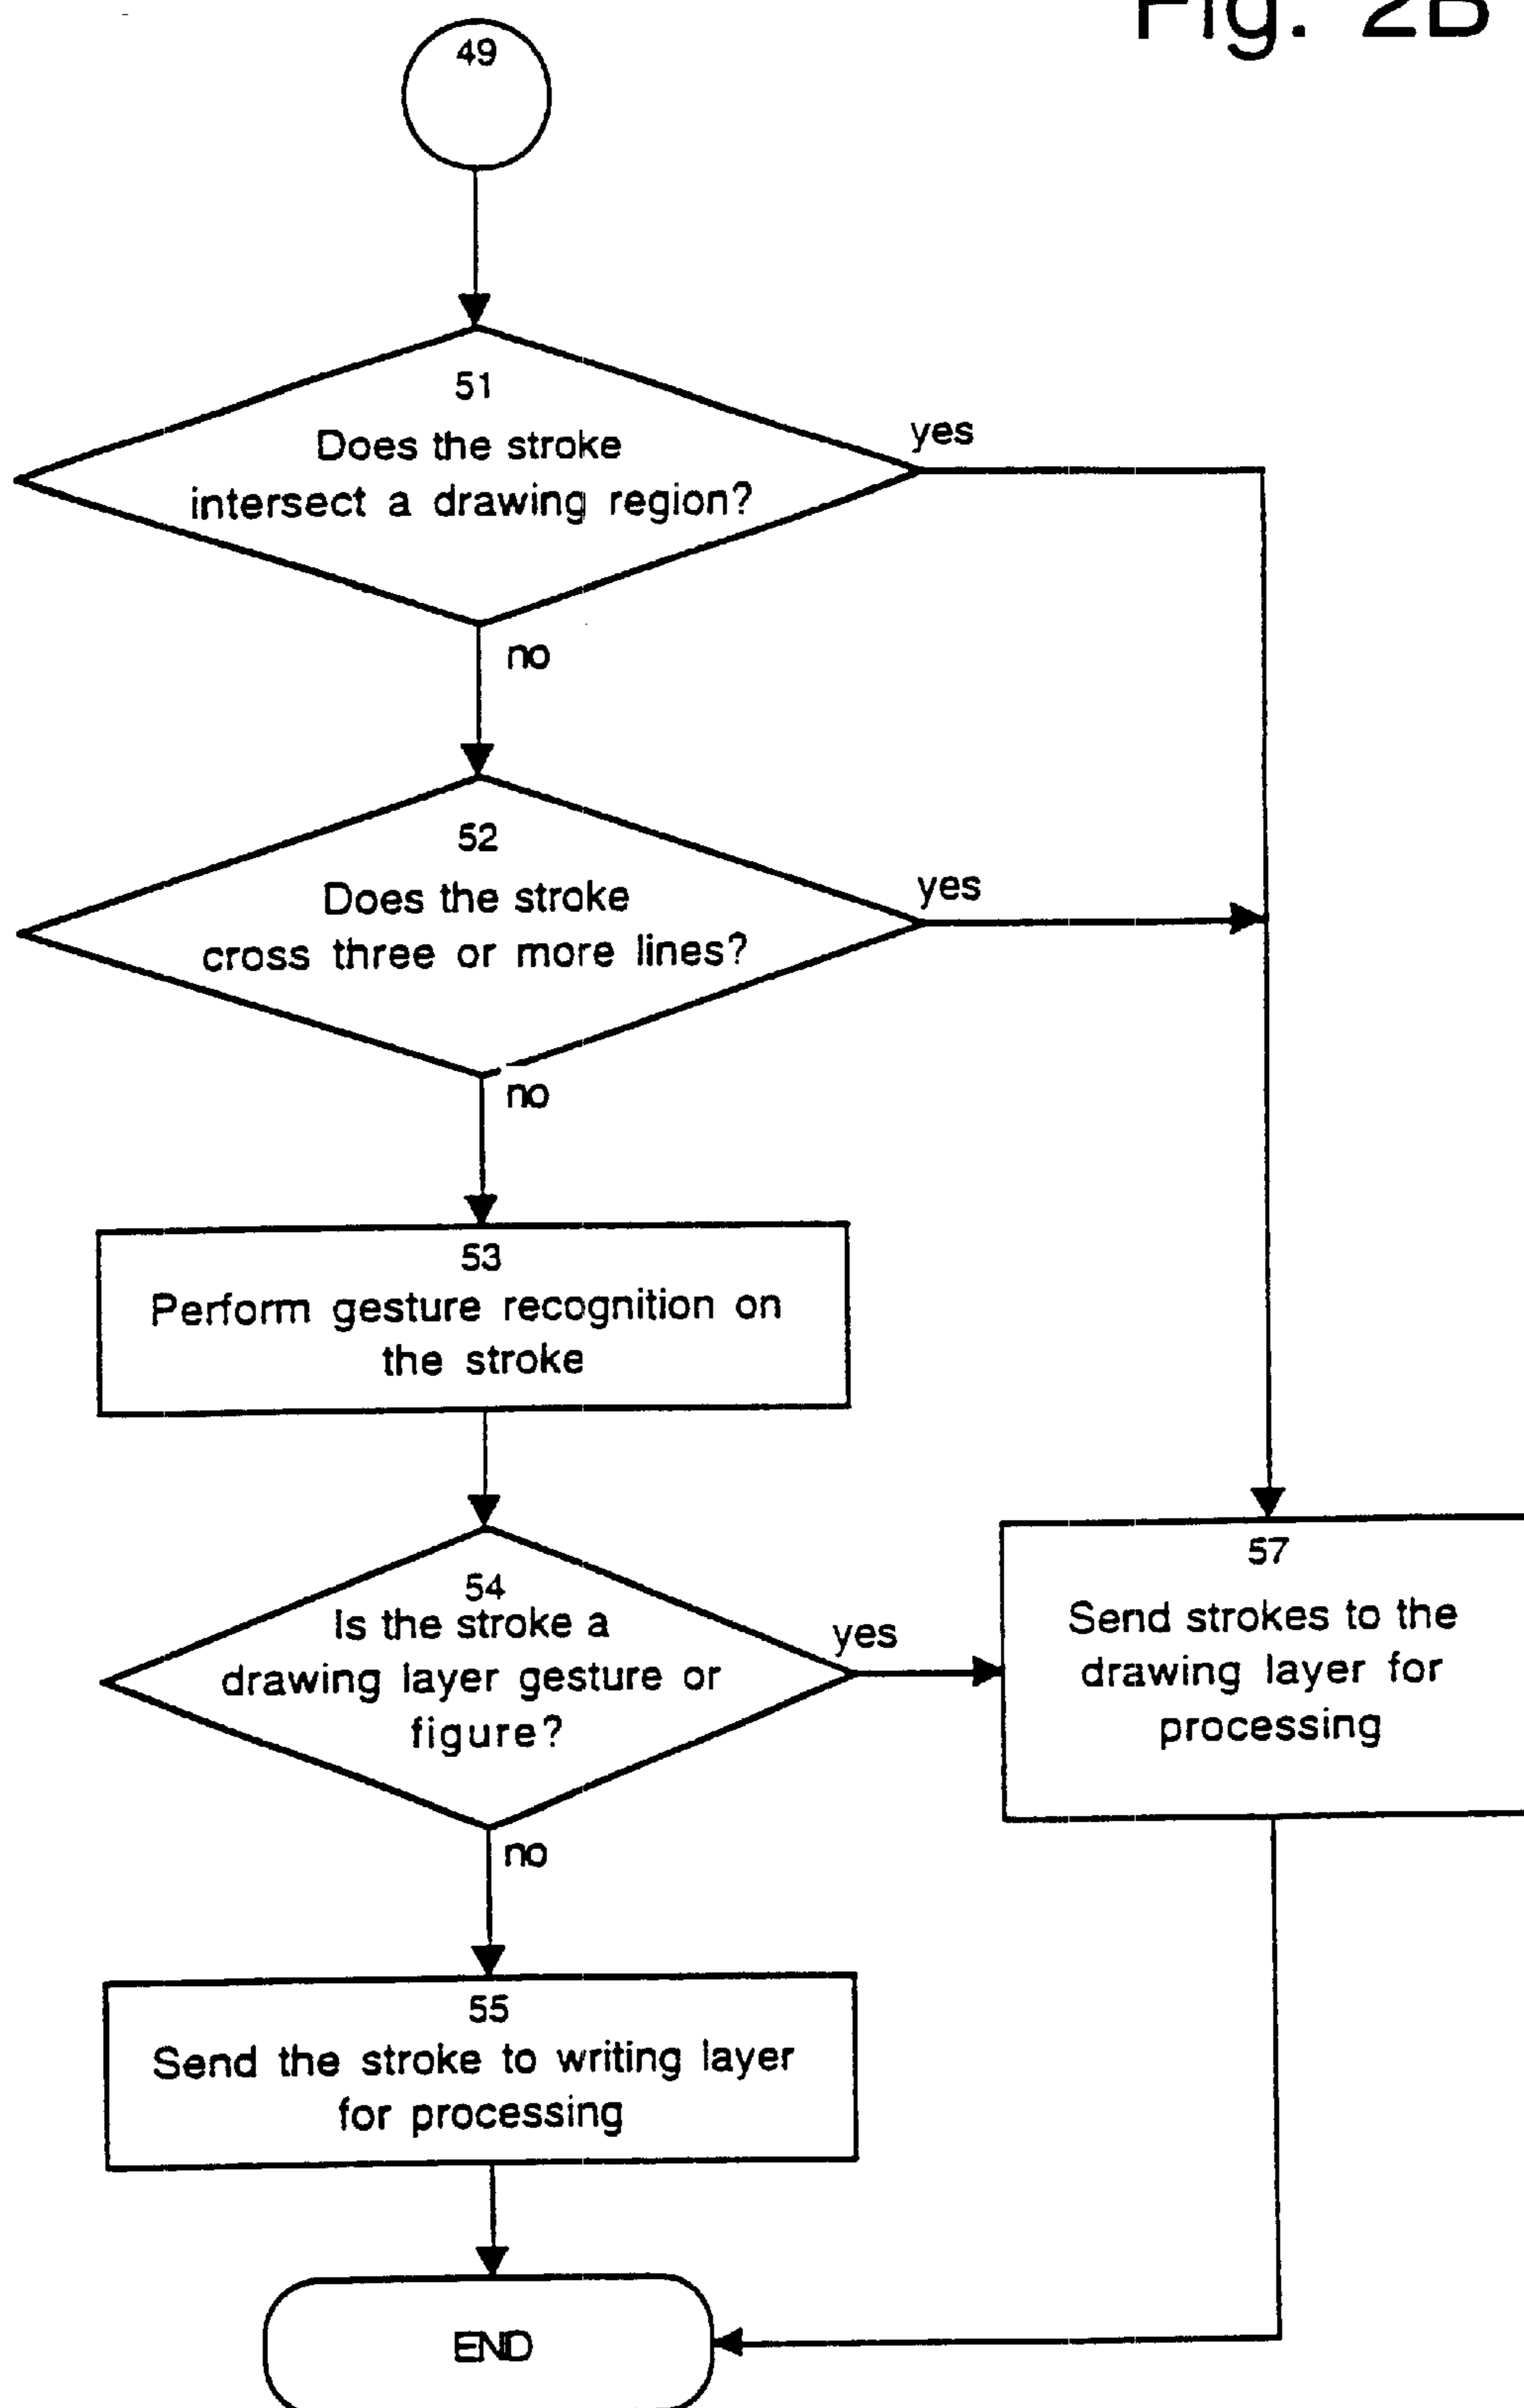 Fig. 2B
49
51
Does the stroke
intersect a drawing region?
yes
no
52
Does the stroke
cross three or more lines?
yes
no
53
Perform gesture recognition on
the stroke
54
Is the stroke a
drawing layer gesture or
figure?
yes
no
57
Send strokes to the
drawing layer for
processing
55
Send the stroke to writing layer
for processing
END